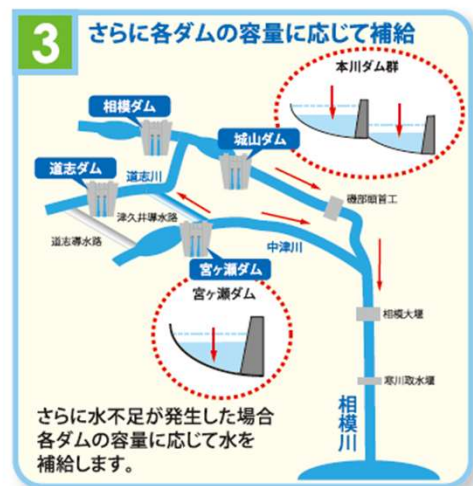 3
さらに各ダムの容量に応じて補給
本川ダム群
相模ダム
城山ダム
道志ダム
道志川
磯部頭首工
津久井導水路
道志導水路
中津川
宮ヶ瀬ダム
宮ヶ瀬ダム
相模大堰
寒川取水堰
相模川
さらに水不足が発生した場合
各ダムの容量に応じて水を
補給します。